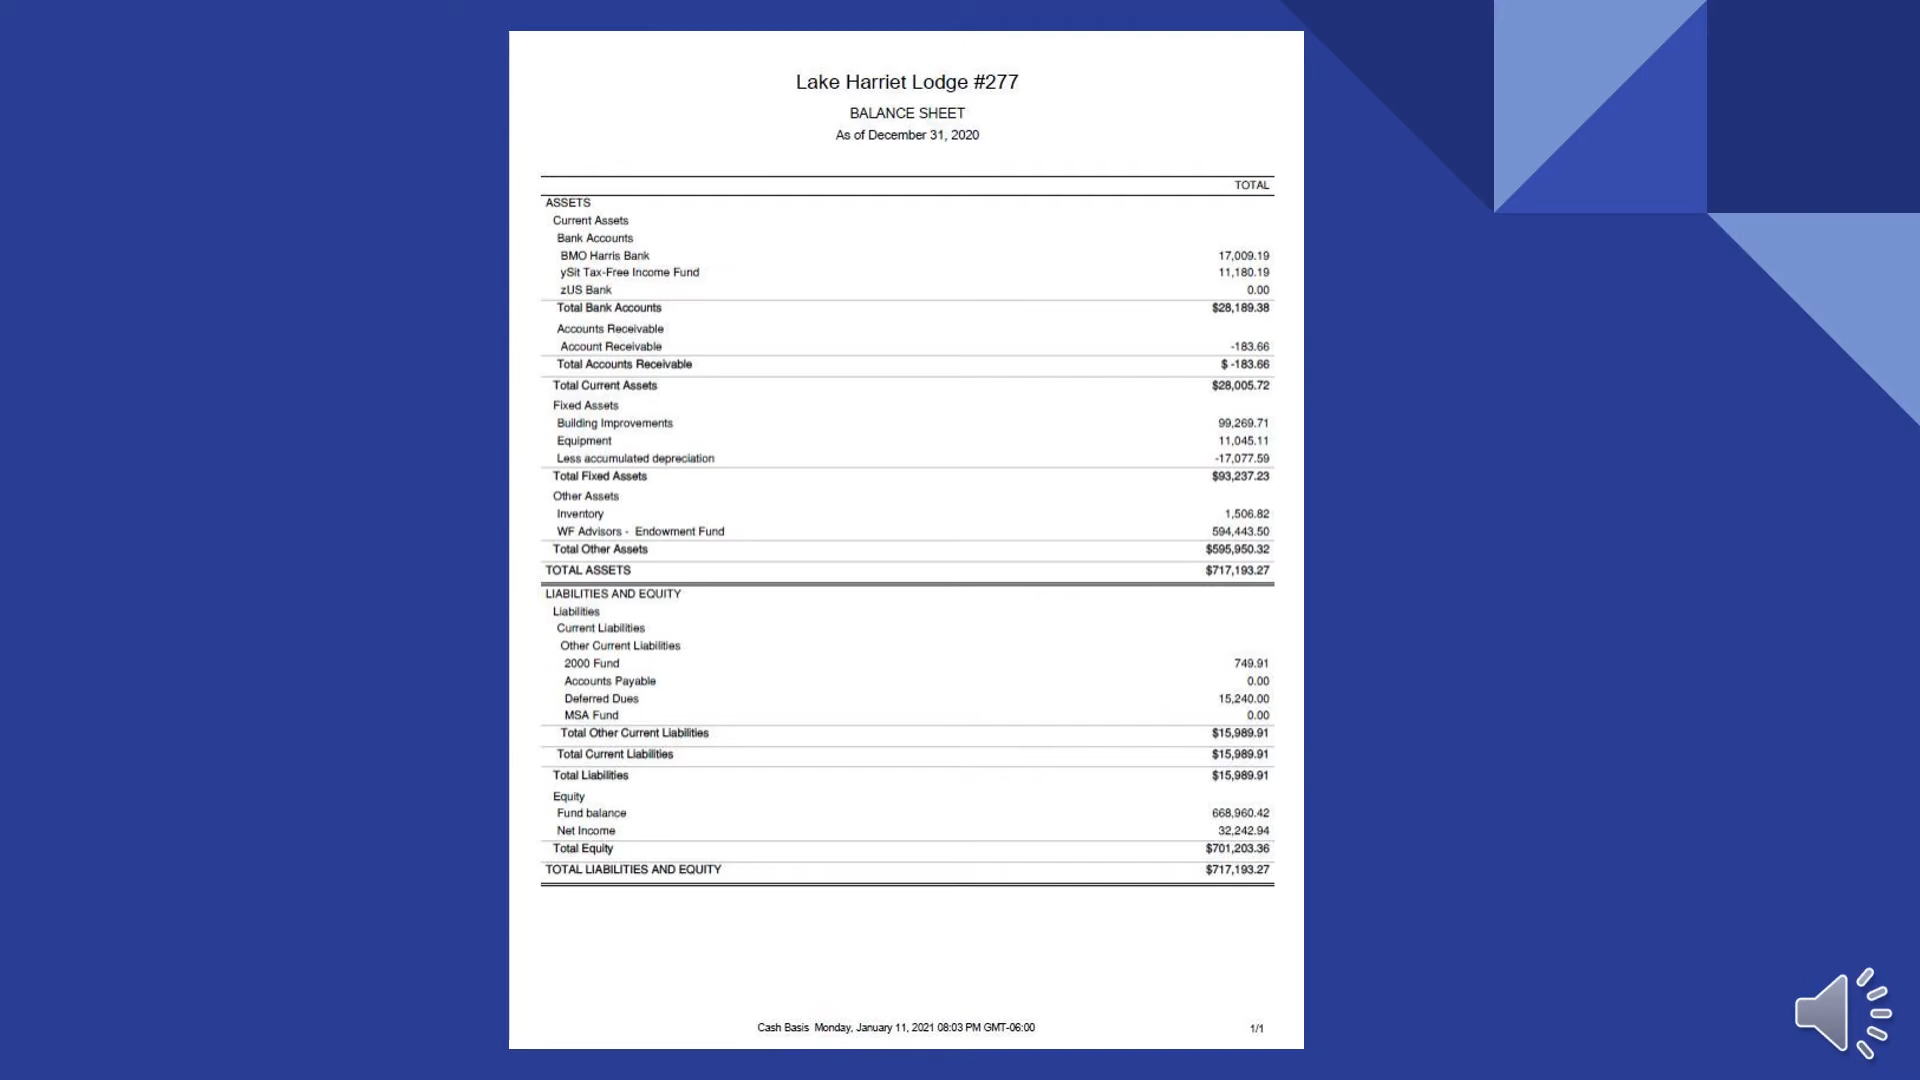 Lake Harriet Lodge #277
BALANCE SHEET
As of December 31, 2020
TOTAL
ASSETS
Current Assets
Bank Accounts
BMO Harris Bank 17,009.19
ySit Tax-Free Income Fund 11,180.19
zUS Bank 0.00
Total Bank Accounts $28,189.38
Accounts Receivable
Account Receivable -183.66
Total Accounts Receivable $ -183.66
Total Current Assets $28,005.72
Fixed Assets
Building Improvements 99,269.71
Equipment 11,045.11
Less accumulated depreciation -17,077.59
Total Fixed Assets $93,237.23
Other Assets
Inventory 1,506.82
WF Advisors - Endowment Fund 594,443.50
Total Other Assets $595,950.32
TOTAL ASSETS $717,193.27
LIABILITIES AND EQUITY
Liabilities
Current Liabilities
Other Current Liabilities
2000 Fund 749.91
Accounts Payable 0.00
Deferred Dues 15,240.00
MSA Fund 0.00
Total Other Current Liabilities $15,989.91
Total Current Liabilities $15,989.91
Total Liabilities $15,989.91
Equity
Fund balance 668,960.42
Net Income 32,242.94
Total Equity $701,203.36
TOTAL LIABILITIES AND EQUITY $717,193.27
Cash Basis Monday, January 11, 2021 08:03 PM GMT-06:00 1/1